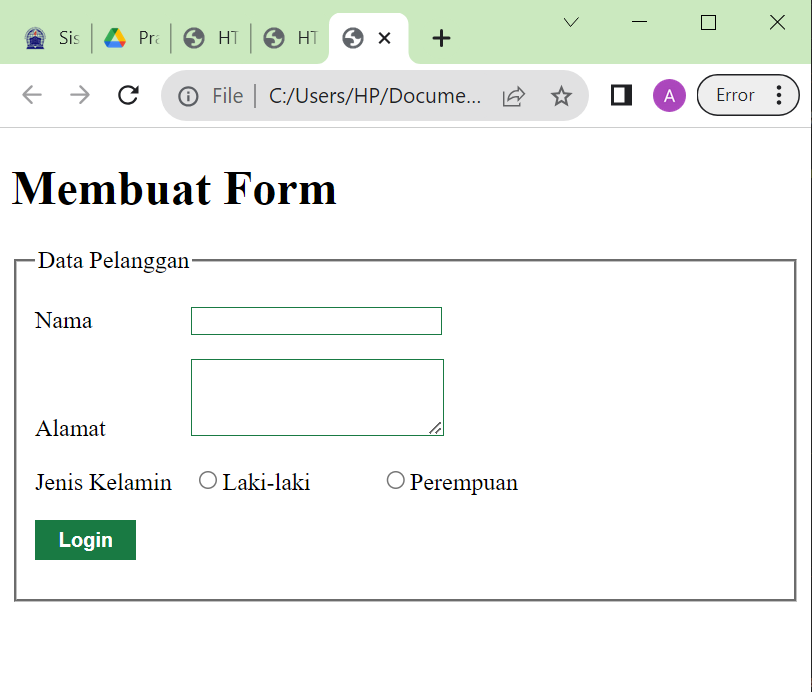 Sis
Pra
HT
HT
File
C:/Users/HP/Docume...
A
Error
Membuat Form
Data Pelanggan
Nama
Alamat
Jenis Kelamin Laki-laki Perempuan
Login